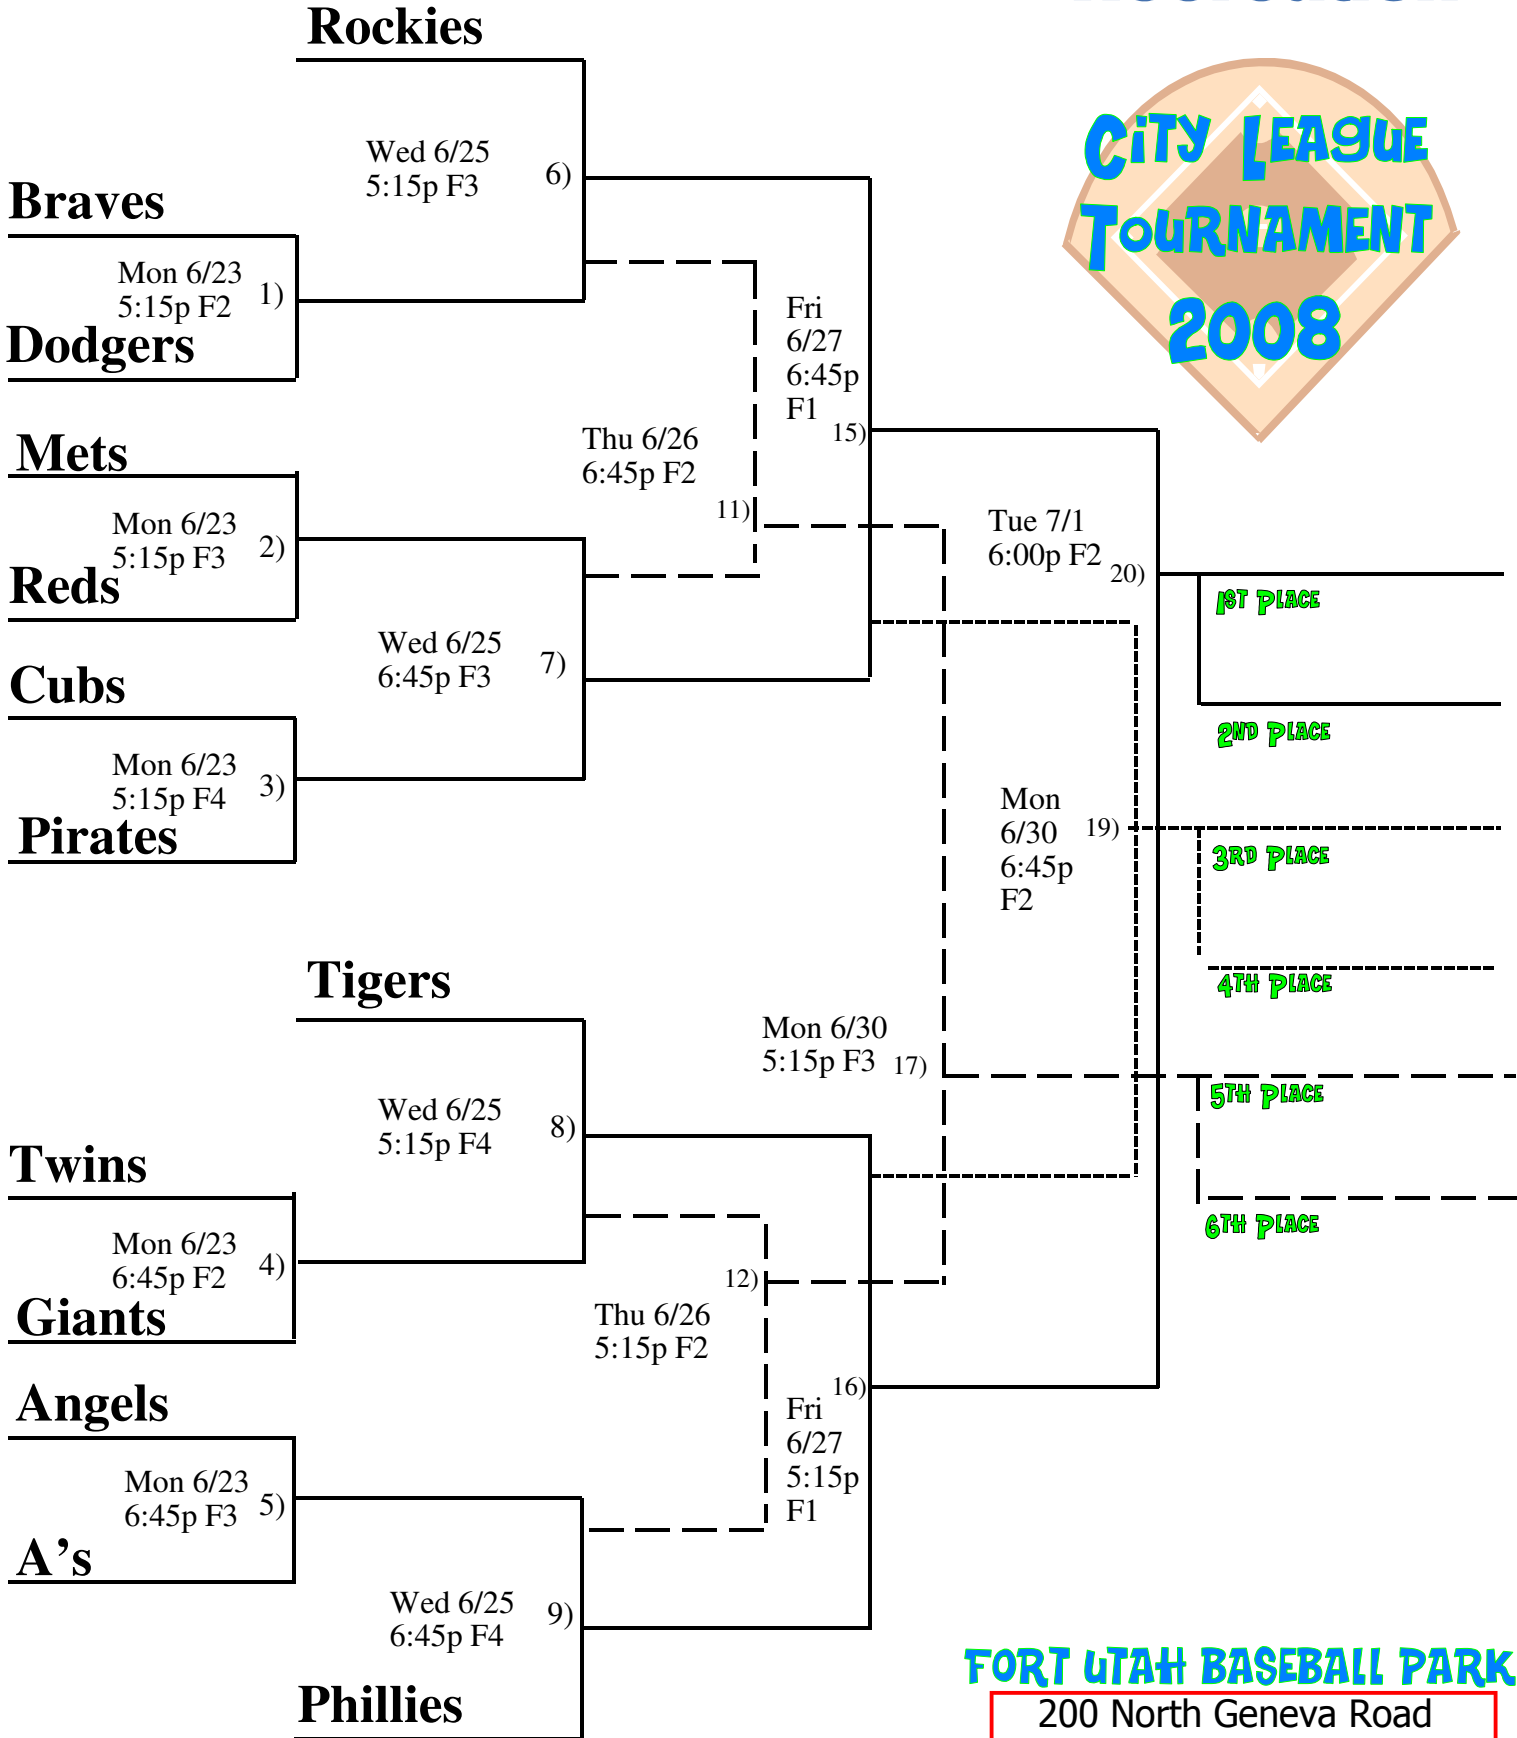 Rockies
CITY LEAGUE
TOURNAMENT
2008
Wed 6/25
5:15p F3
6)
Braves
Mon 6/23
5:15p F2
1)
Dodgers
Fri
6/27
6:45p
F1
15)
Mets
Thu 6/26
6:45p F2
11)
Mon 6/23
5:15p F3
2)
Reds
Tue 7/1
6:00p F2
20)
1ST PLACE
Wed 6/25
6:45p F3
7)
Cubs
2ND PLACE
Mon 6/23
5:15p F4
3)
Pirates
Mon
6/30
6:45p
F2
19)
3RD PLACE
Tigers
4TH PLACE
Mon 6/30
5:15p F3
17)
5TH PLACE
Wed 6/25
5:15p F4
8)
Twins
6TH PLACE
Mon 6/23
6:45p F2
4)
Giants
12)
Thu 6/26
5:15p F2
Angels
16)
Fri
6/27
5:15p
F1
Mon 6/23
6:45p F3
5)
A’s
Wed 6/25
6:45p F4
9)
Phillies
FORT UTAH BASEBALL PARK
200 North Geneva Road